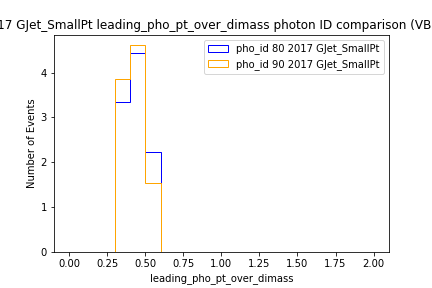 17 GJet_SmallPt leading_pho_pt_over_dimass photon ID comparison (VB
pho_id 80 2017 GJet_SmallPt
pho_id 90 2017 GJet_SmallPt
Number of Events
4
3
2
1
0
0.00 0.25 0.50 0.75 1.00 1.25 1.50 1.75 2.00
leading_pho_pt_over_dimass